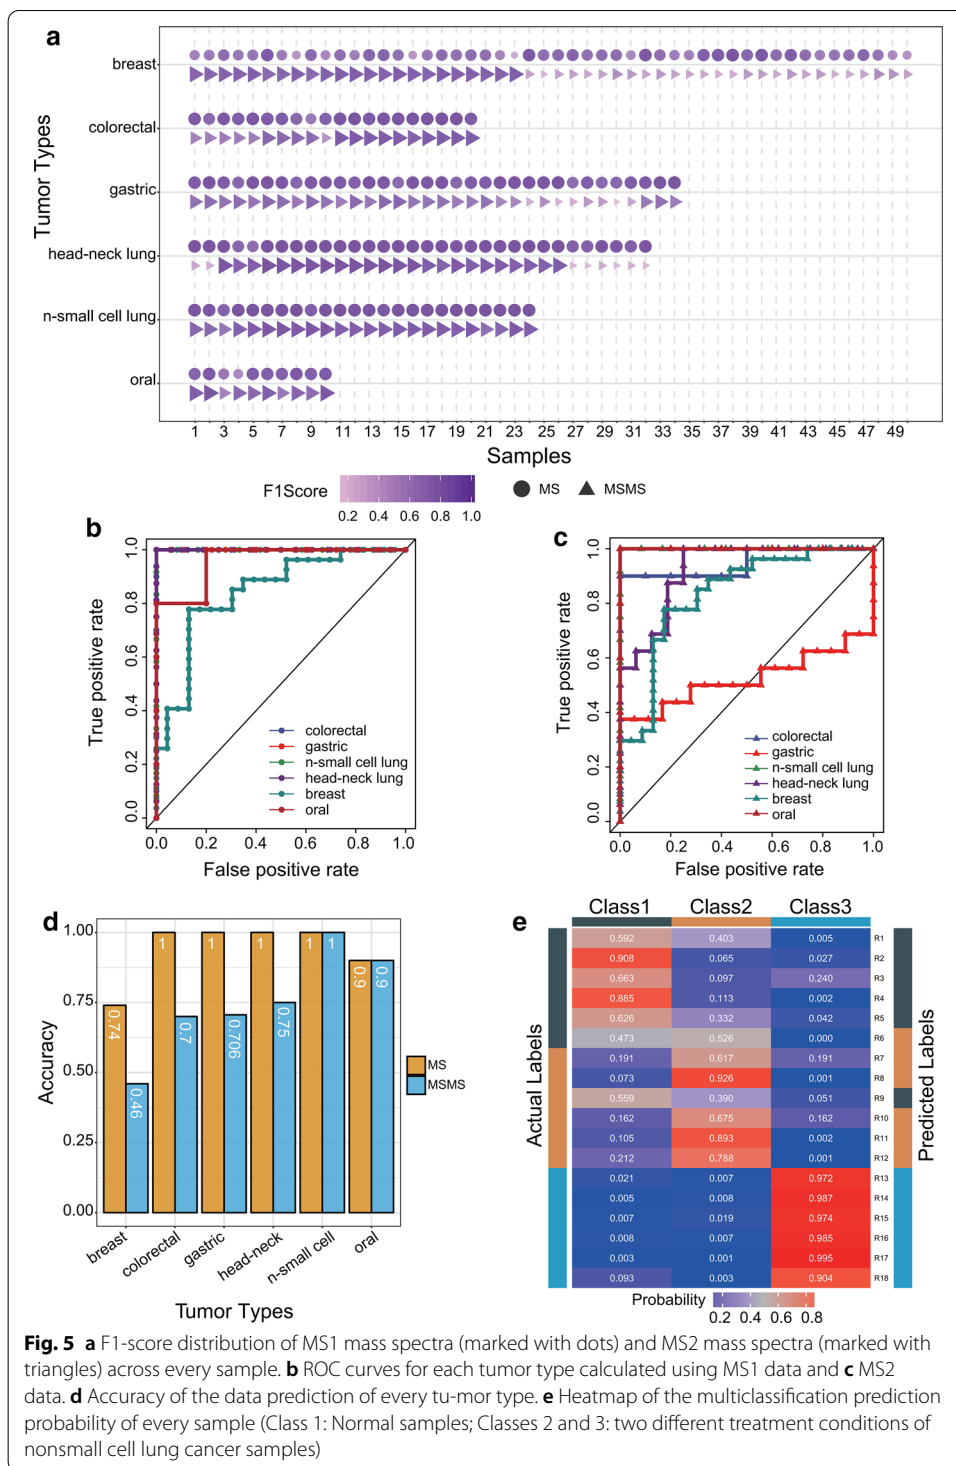 a
Tumor Types
breast
colorectal
gastric
head-neck lung
n-small cell lung
oral
1 3 5 7 9 11 13 15 17 19 21 23 25 27 29 31 33 35 37 39 41 43 45 47 49
Samples
F1Score
0.2 0.4 0.6 0.8 1.0
MS MSMS
b
True positive rate
1.0
0.8
0.6
0.4
0.2
0.0
colorectal
gastric
n-small cell lung
head-neck lung
breast
oral
0.0 0.2 0.4 0.6 0.8 1.0
False positive rate
c
True positive rate
1.0
0.8
0.6
0.4
0.2
0.0
colorectal
gastric
n-small cell lung
head-neck lung
breast
oral
0.0 0.2 0.4 0.6 0.8 1.0
False positive rate
d
Accuracy
1.00
0.75
0.50
0.25
0.00
0.74 0.46 1 0.7 1 0.706 1 0.75 1 1 0.9 0.9
MS
MSMS
breast colorectal gastric head-neck n-small cell oral
Tumor Types
e
Class1 Class2 Class3
Actual Labels
Predicted Labels
0.592 0.403 0.005 R1
0.908 0.065 0.027 R2
0.663 0.097 0.240 R3
0.885 0.113 0.002 R4
0.626 0.332 0.042 R5
0.473 0.526 0.000 R6
0.191 0.617 0.191 R7
0.073 0.926 0.001 R8
0.559 0.390 0.051 R9
0.162 0.675 0.162 R10
0.105 0.893 0.002 R11
0.212 0.788 0.001 R12
0.021 0.007 0.972 R13
0.005 0.008 0.987 R14
0.007 0.019 0.974 R15
0.008 0.007 0.985 R16
0.003 0.001 0.995 R17
0.093 0.003 0.904 R18
Probability
0.2 0.4 0.6 0.8
Fig. 5 a F1-score distribution of MS1 mass spectra (marked with dots) and MS2 mass spectra (marked with
triangles) across every sample. b ROC curves for each tumor type calculated using MS1 data and c MS2
data. d Accuracy of the data prediction of every tu-mor type. e Heatmap of the multiclassification prediction
probability of every sample (Class 1: Normal samples; Classes 2 and 3: two different treatment conditions of
nonsmall cell lung cancer samples)